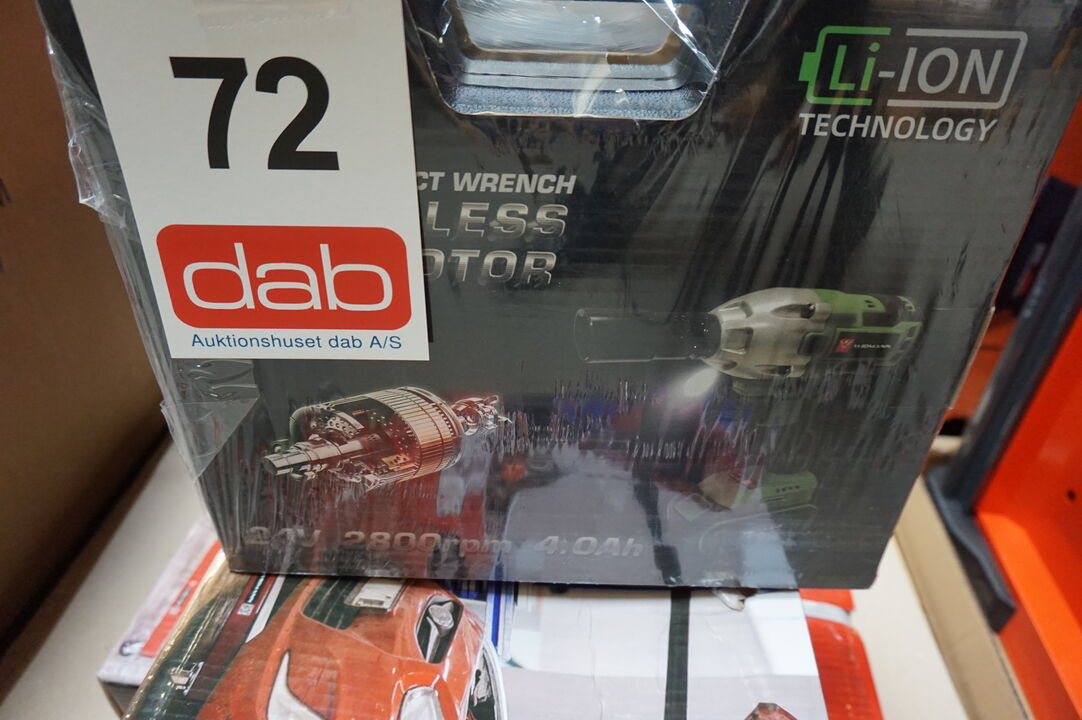 72
dab
Auktionshuset dab A/S
Li-ION
TECHNOLOGY
CT WRENCH
LESS
OTOR
2800rpm 4.0Ah